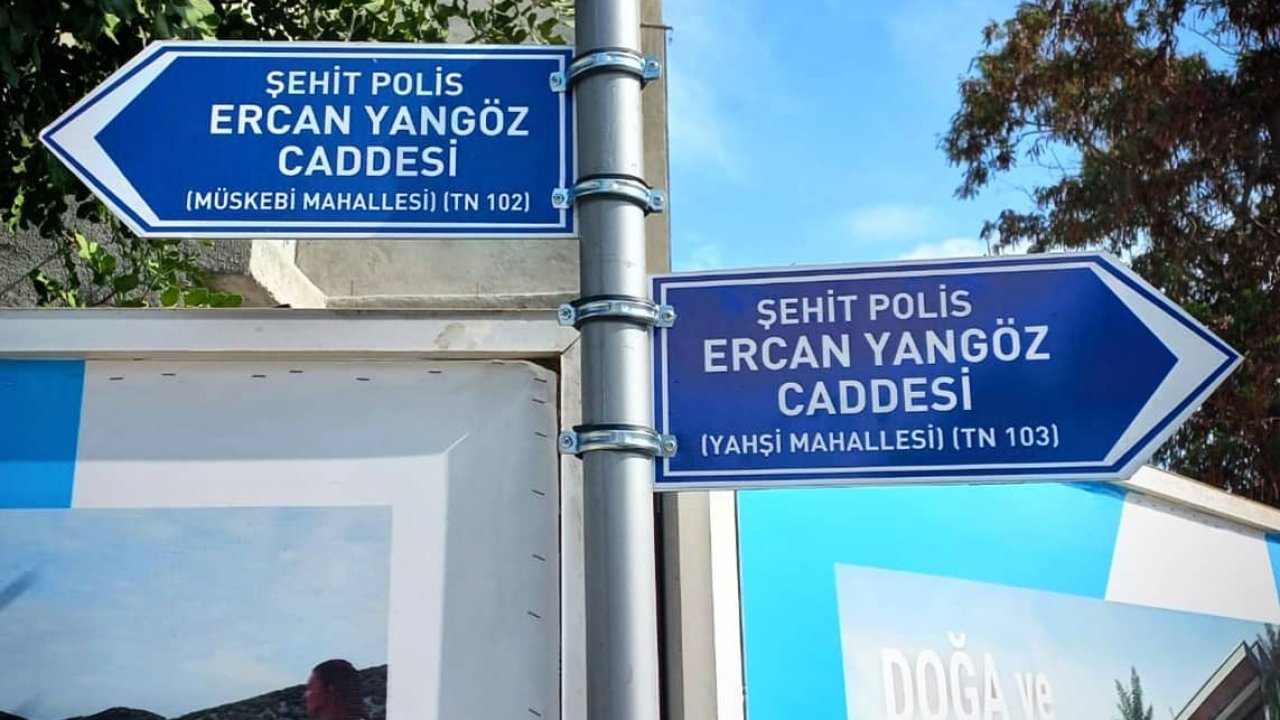 ŞEHİT POLİS
ERCAN YANGÖZ
CADDESİ
(MÜSKEBİ MAHALLESİ) (TN 102)
ŞEHİT POLİS
ERCAN YANGÖZ
CADDESİ
(YAHŞİ MAHALLESİ) (TN 103)
DOĞA ve